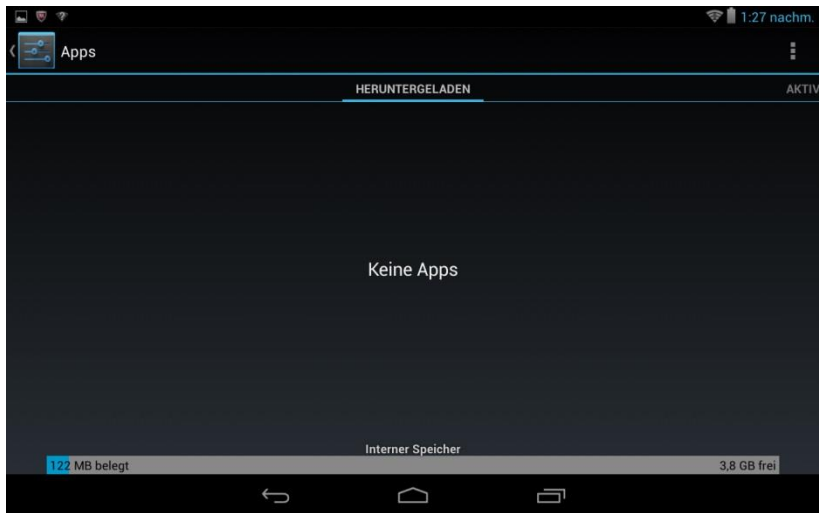 1:27 nachm.
Apps
HERUNTERGELADEN
AKTIV
Keine Apps
Interner Speicher
122 MB belegt
3,8 GB frei